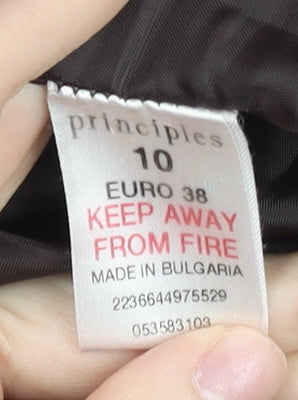 principles
10
EURO 38
KEEP AWAY
FROM FIRE
MADE IN BULGARIA
2236644975529
053583103